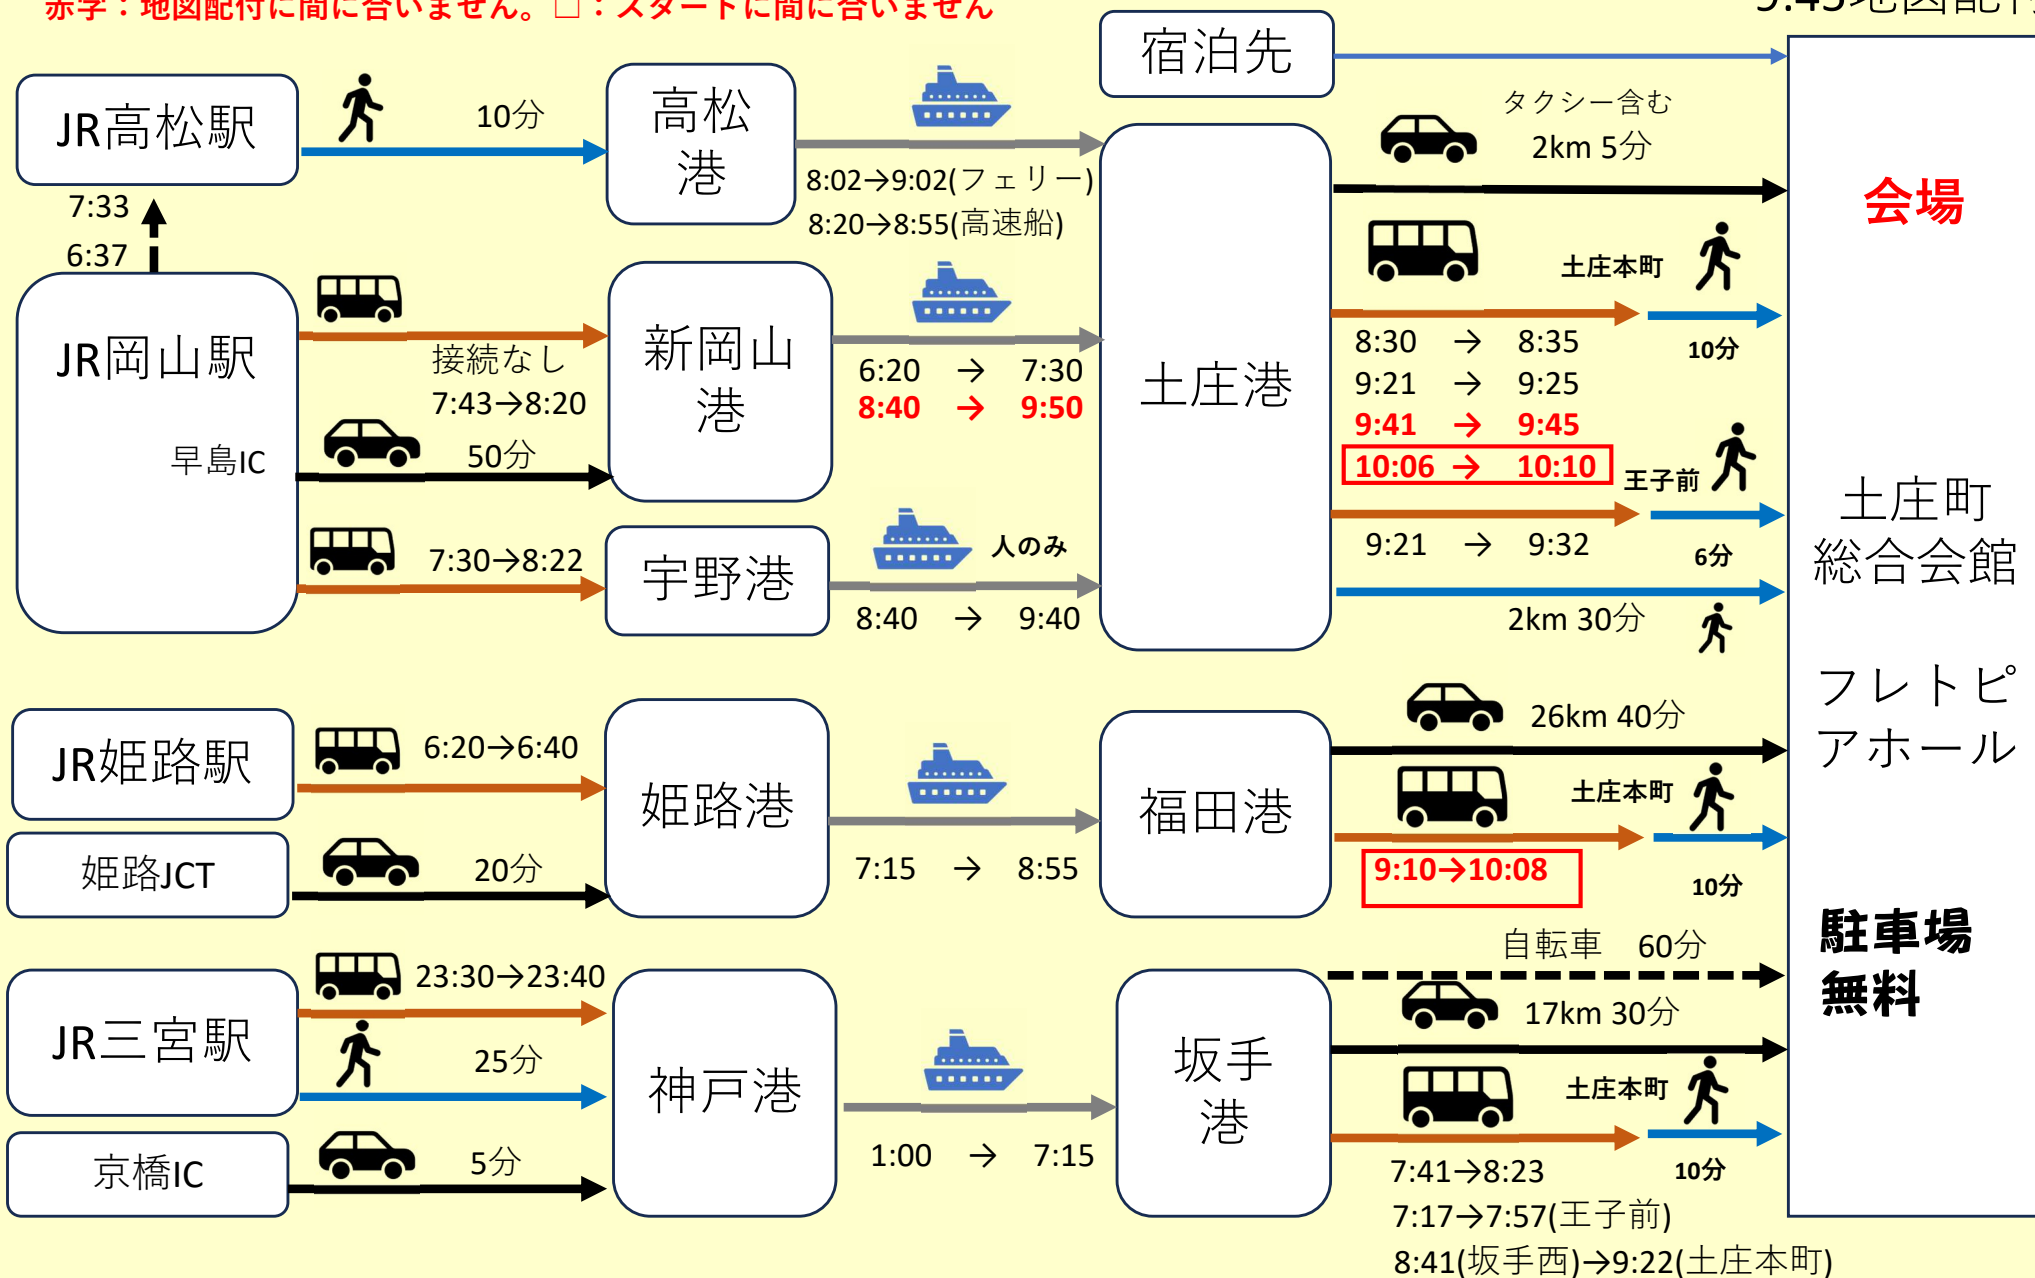 赤字：地図配付に間に合いません。□：スタートに間に合いません
9:45地図配付
宿泊先
JR高松駅
10分
高松
港
8:02→9:02(フェリー)
8:20→8:55(高速船)
7:33
6:37
タクシー含む
2km 5分
会場
JR岡山駅
早島IC
接続なし
7:43→8:20
50分
新岡山
港
6:20 → 7:30
8:40 → 9:50
土庄港
土庄本町
8:30 → 8:35
9:21 → 9:25
9:41 → 9:45
10:06 → 10:10
10分
王子前
9:21 → 9:32
6分
7:30→8:22
宇野港
人のみ
8:40 → 9:40
2km 30分
土庄町
総合会館
フレトピ
アホール
JR姫路駅
6:20→6:40
姫路JCT
20分
姫路港
7:15 → 8:55
福田港
26km 40分
土庄本町
9:10→10:08
10分
駐車場
無料
JR三宮駅
23:30→23:40
25分
京橋IC
5分
神戸港
1:00 → 7:15
坂手
港
自転車 60分
17km 30分
土庄本町
7:41→8:23
10分
7:17→7:57(王子前)
8:41(坂手西)→9:22(土庄本町)